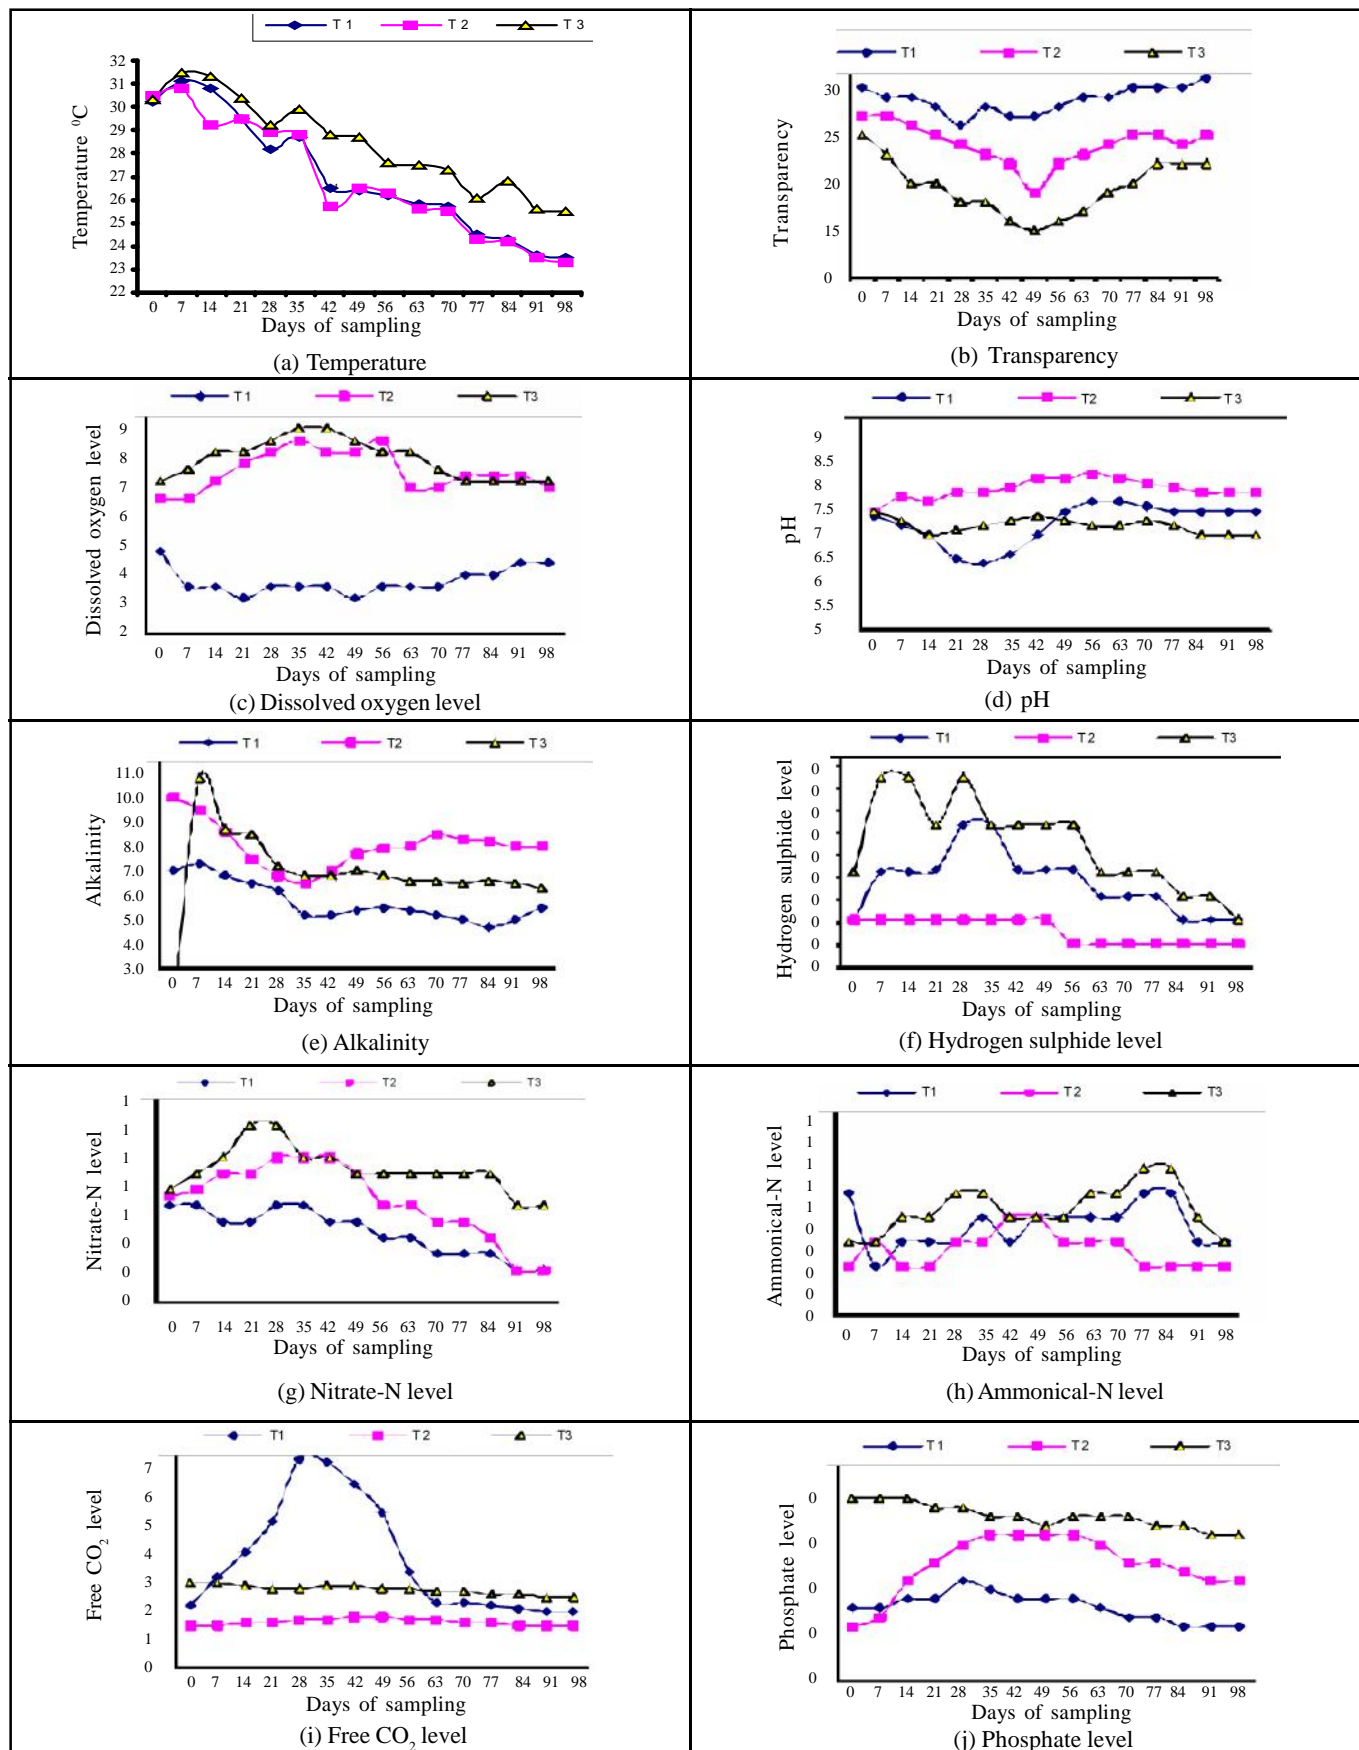 T 1 T 2 T 3
32
31
30
29
28
27
26
25
24
23
22
Temperature ⁰C
0 7 14 21 28 35 42 49 56 63 70 77 84 91 98
Days of sampling
(a) Temperature
T1 T2 T3
30
25
20
15
0
Transparency
0 7 14 21 28 35 42 49 56 63 70 77 84 91 98
Days of sampling
(b) Transparency
T 1 T2 T3
9
8
7
6
5
4
3
2
Dissolved oxygen level
0 7 14 21 28 35 42 49 56 63 70 77 84 91 98
Days of sampling
(c) Dissolved oxygen level
T 1 T2 T 3
9
8.5
8
7.5
7
6.5
6
5.5
5
pH
0 7 14 21 28 35 42 49 56 63 70 77 84 91 98
Days of sampling
(d) pH
T 1 T2 T 3
11.0
10.0
9.0
8.0
7.0
6.0
5.0
4.0
3.0
Alkalinity
0 7 14 21 28 35 42 49 56 63 70 77 84 91 98
Days of sampling
(e) Alkalinity
T1 T 2 T 3
0
0
0
0
0
0
0
0
0
0
Hydrogen sulphide level
0 7 14 21 28 35 42 49 56 63 70 77 84 91 98
Days of sampling
(f) Hydrogen sulphide level
T1 T2 T3
1
1
1
1
1
0
0
0
Nitrate-N level
0 7 14 21 28 35 42 49 56 63 70 77 84 91 98
Days of sampling
(g) Nitrate-N level
T1 T 2 T3
1
1
1
1
1
0
0
0
0
0
Ammonical-N level
0 7 14 21 28 35 42 49 56 63 70 77 84 91 98
Days of sampling
(h) Ammonical-N level
T1 T 2 T3
7
6
5
4
3
2
1
0
Free CO₂ level
0 7 14 21 28 35 42 49 56 63 70 77 84 91 98
Days of sampling
(i) Free CO₂ level
T 1 T 2 T 3
0
0
0
0
0
Phosphate level
0 7 14 21 28 35 42 49 56 63 70 77 84 91 98
Days of sampling
(j) Phosphate level